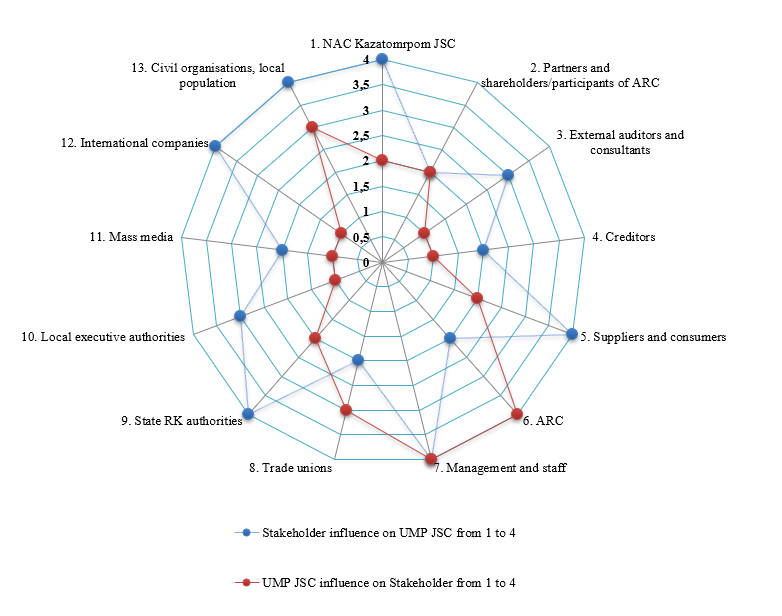 1. NAC Kazatomrpom JSC
2. Partners and
shareholders/participants of ARC
3. External auditors and
consultants
4. Creditors
5. Suppliers and consumers
6. ARC
7. Management and staff
8. Trade unions
9. State RK authorities
10. Local executive authorities
11. Mass media
12. International companies
13. Civil organisations, local
population
4
3,5
3
2,5
2
1,5
1
0,5
0
Stakeholder influence on UMP JSC from 1 to 4
UMP JSC influence on Stakeholder from 1 to 4